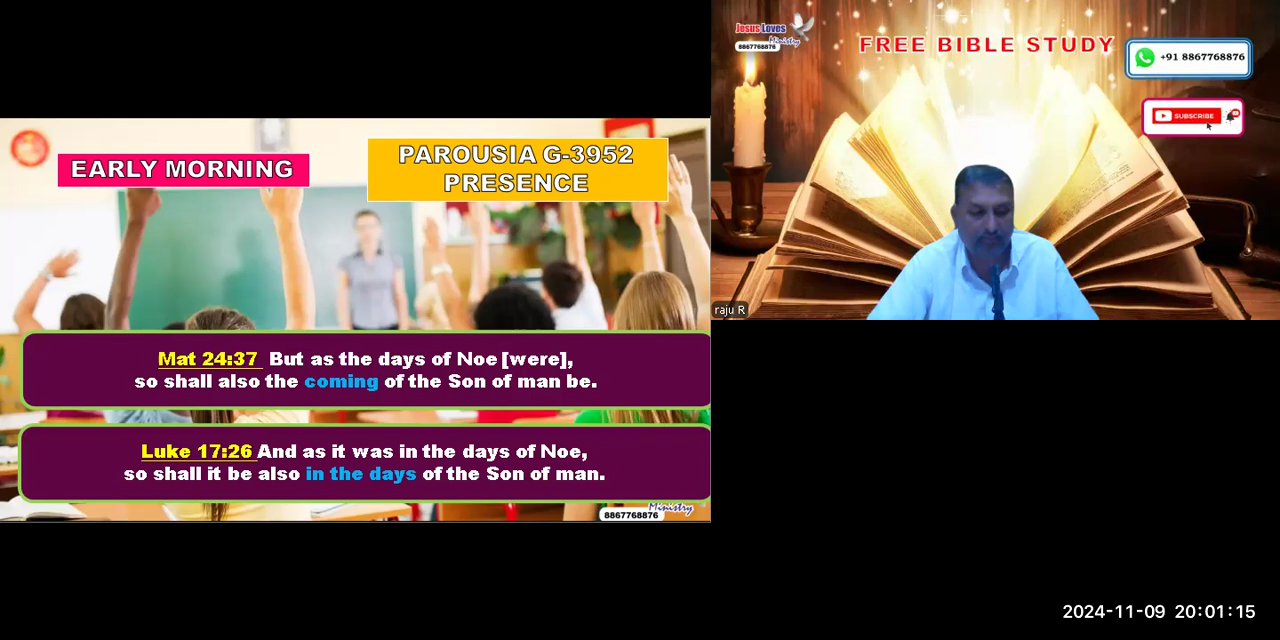 EARLY MORNING
PAROUSIA G-3952
PRESENCE
Mat 24:37 But as the days of Noe [were],
so shall also the coming of the Son of man be.
Luke 17:26 And as it was in the days of Noe,
so shall it be also in the days of the Son of man.
Ministry
8867768876
Jesus Loves
Ministry
8867768876
FREE BIBLE STUDY
+91 8867768876
SUBSCRIBE
raju R
2024-11-09 20:01:15